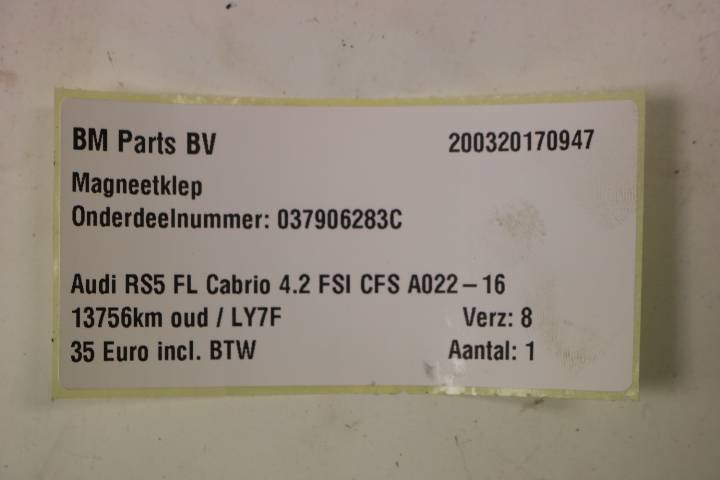 BM Parts BV 200320170947
Magneetklep
Onderdeelnummer: 037906283C
Audi RS5 FL Cabrio 4.2 FSI CFS A022-16
13756km oud / LY7F Verz: 8
35 Euro incl. BTW Aantal: 1